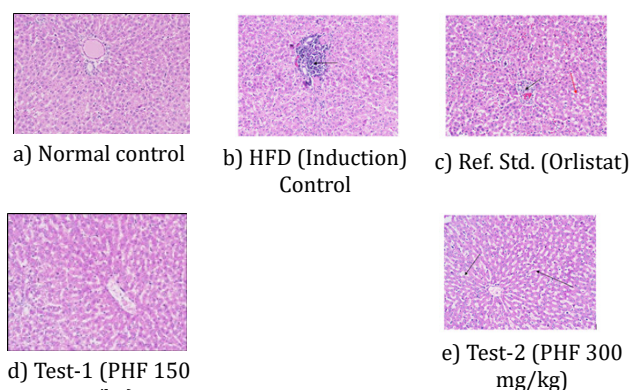 a) Normal control
b) HFD (Induction)
Control
c) Ref. Std. (Orlistat)
d) Test-1 (PHF 150
e) Test-2 (PHF 300
mg/kg)